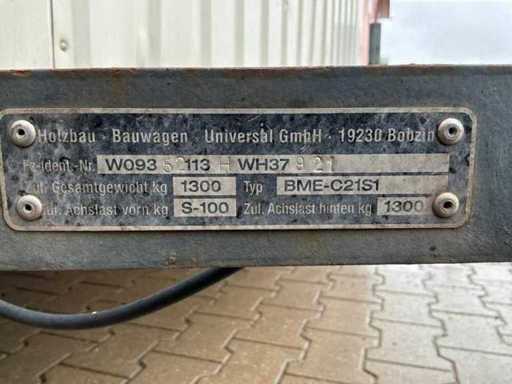 Holzbau · Bauwagen · Universal GmbH · 19230 Bobzin
Fz-Ident.-Nr. W093 52113 H WH37 9 21
Zul. Gesamtgewicht kg 1300 Typ BME-C21S1
Zul. Achslast vorn kg S-100 Zul. Achslast hinten kg 1300